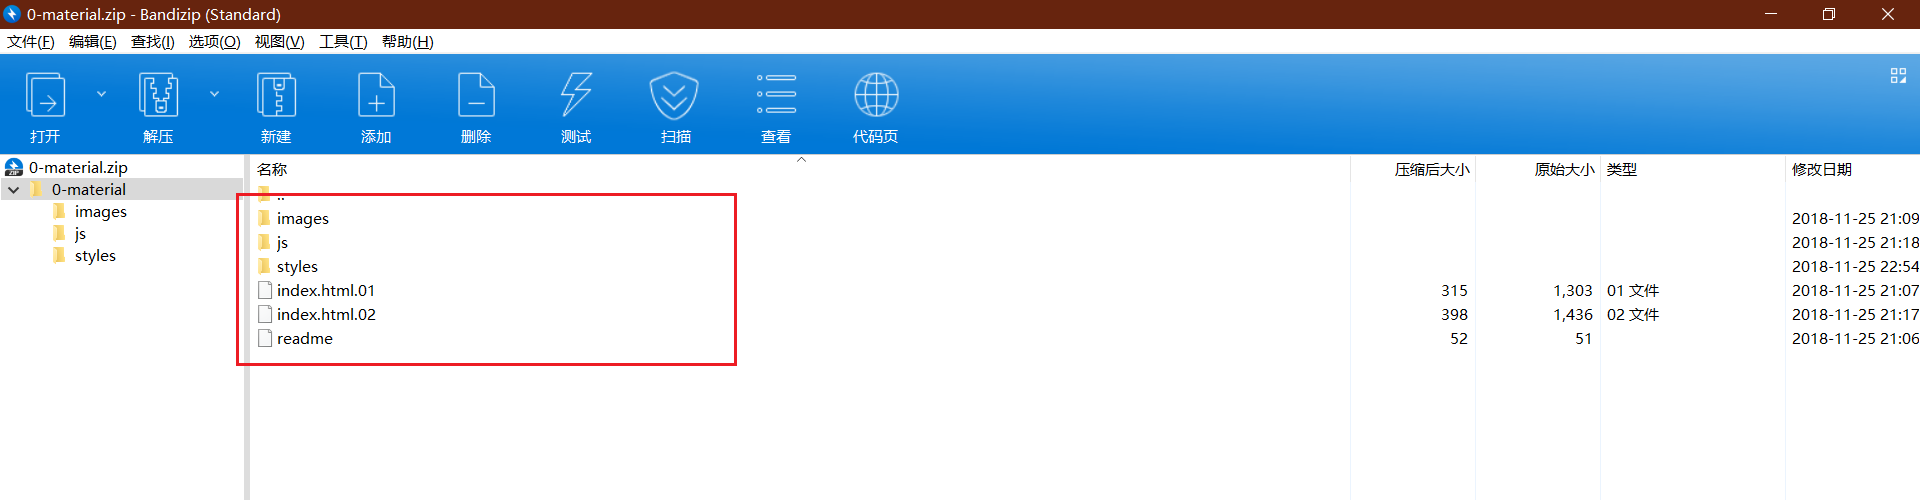 0-material.zip - Bandizip (Standard)
文件(F) 编辑(E) 查找(I) 选项(O) 视图(V) 工具(T) 帮助(H)
打开 解压 新建 添加 删除 测试 扫描 查看 代码页
0-material.zip
0-material
images
js
styles
名称 压缩后大小 原始大小 类型 修改日期
..
images 2018-11-25 21:09
js 2018-11-25 21:18
styles 2018-11-25 22:54
index.html.01 315 1,303 01 文件 2018-11-25 21:07
index.html.02 398 1,436 02 文件 2018-11-25 21:17
readme 52 51 2018-11-25 21:06